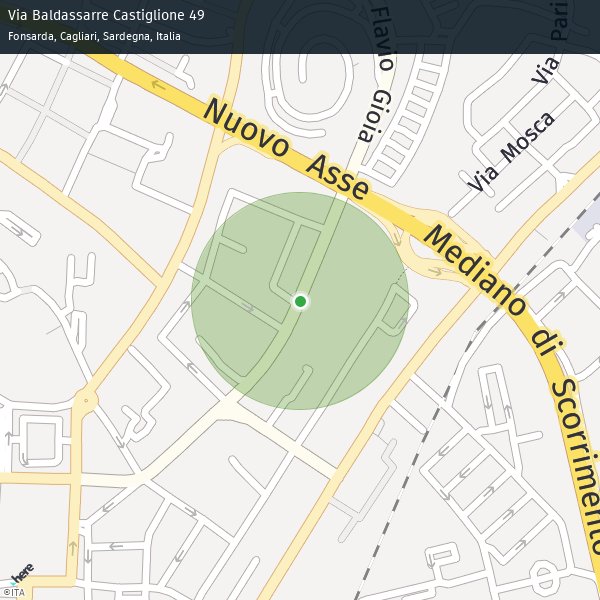 Via Baldassarre Castiglione 49
Fonsarda, Cagliari, Sardegna, Italia
Flavio Gioia
Via Pari
Via Mosca
Nuovo Asse Mediano di Scorrimento
here
©ITA